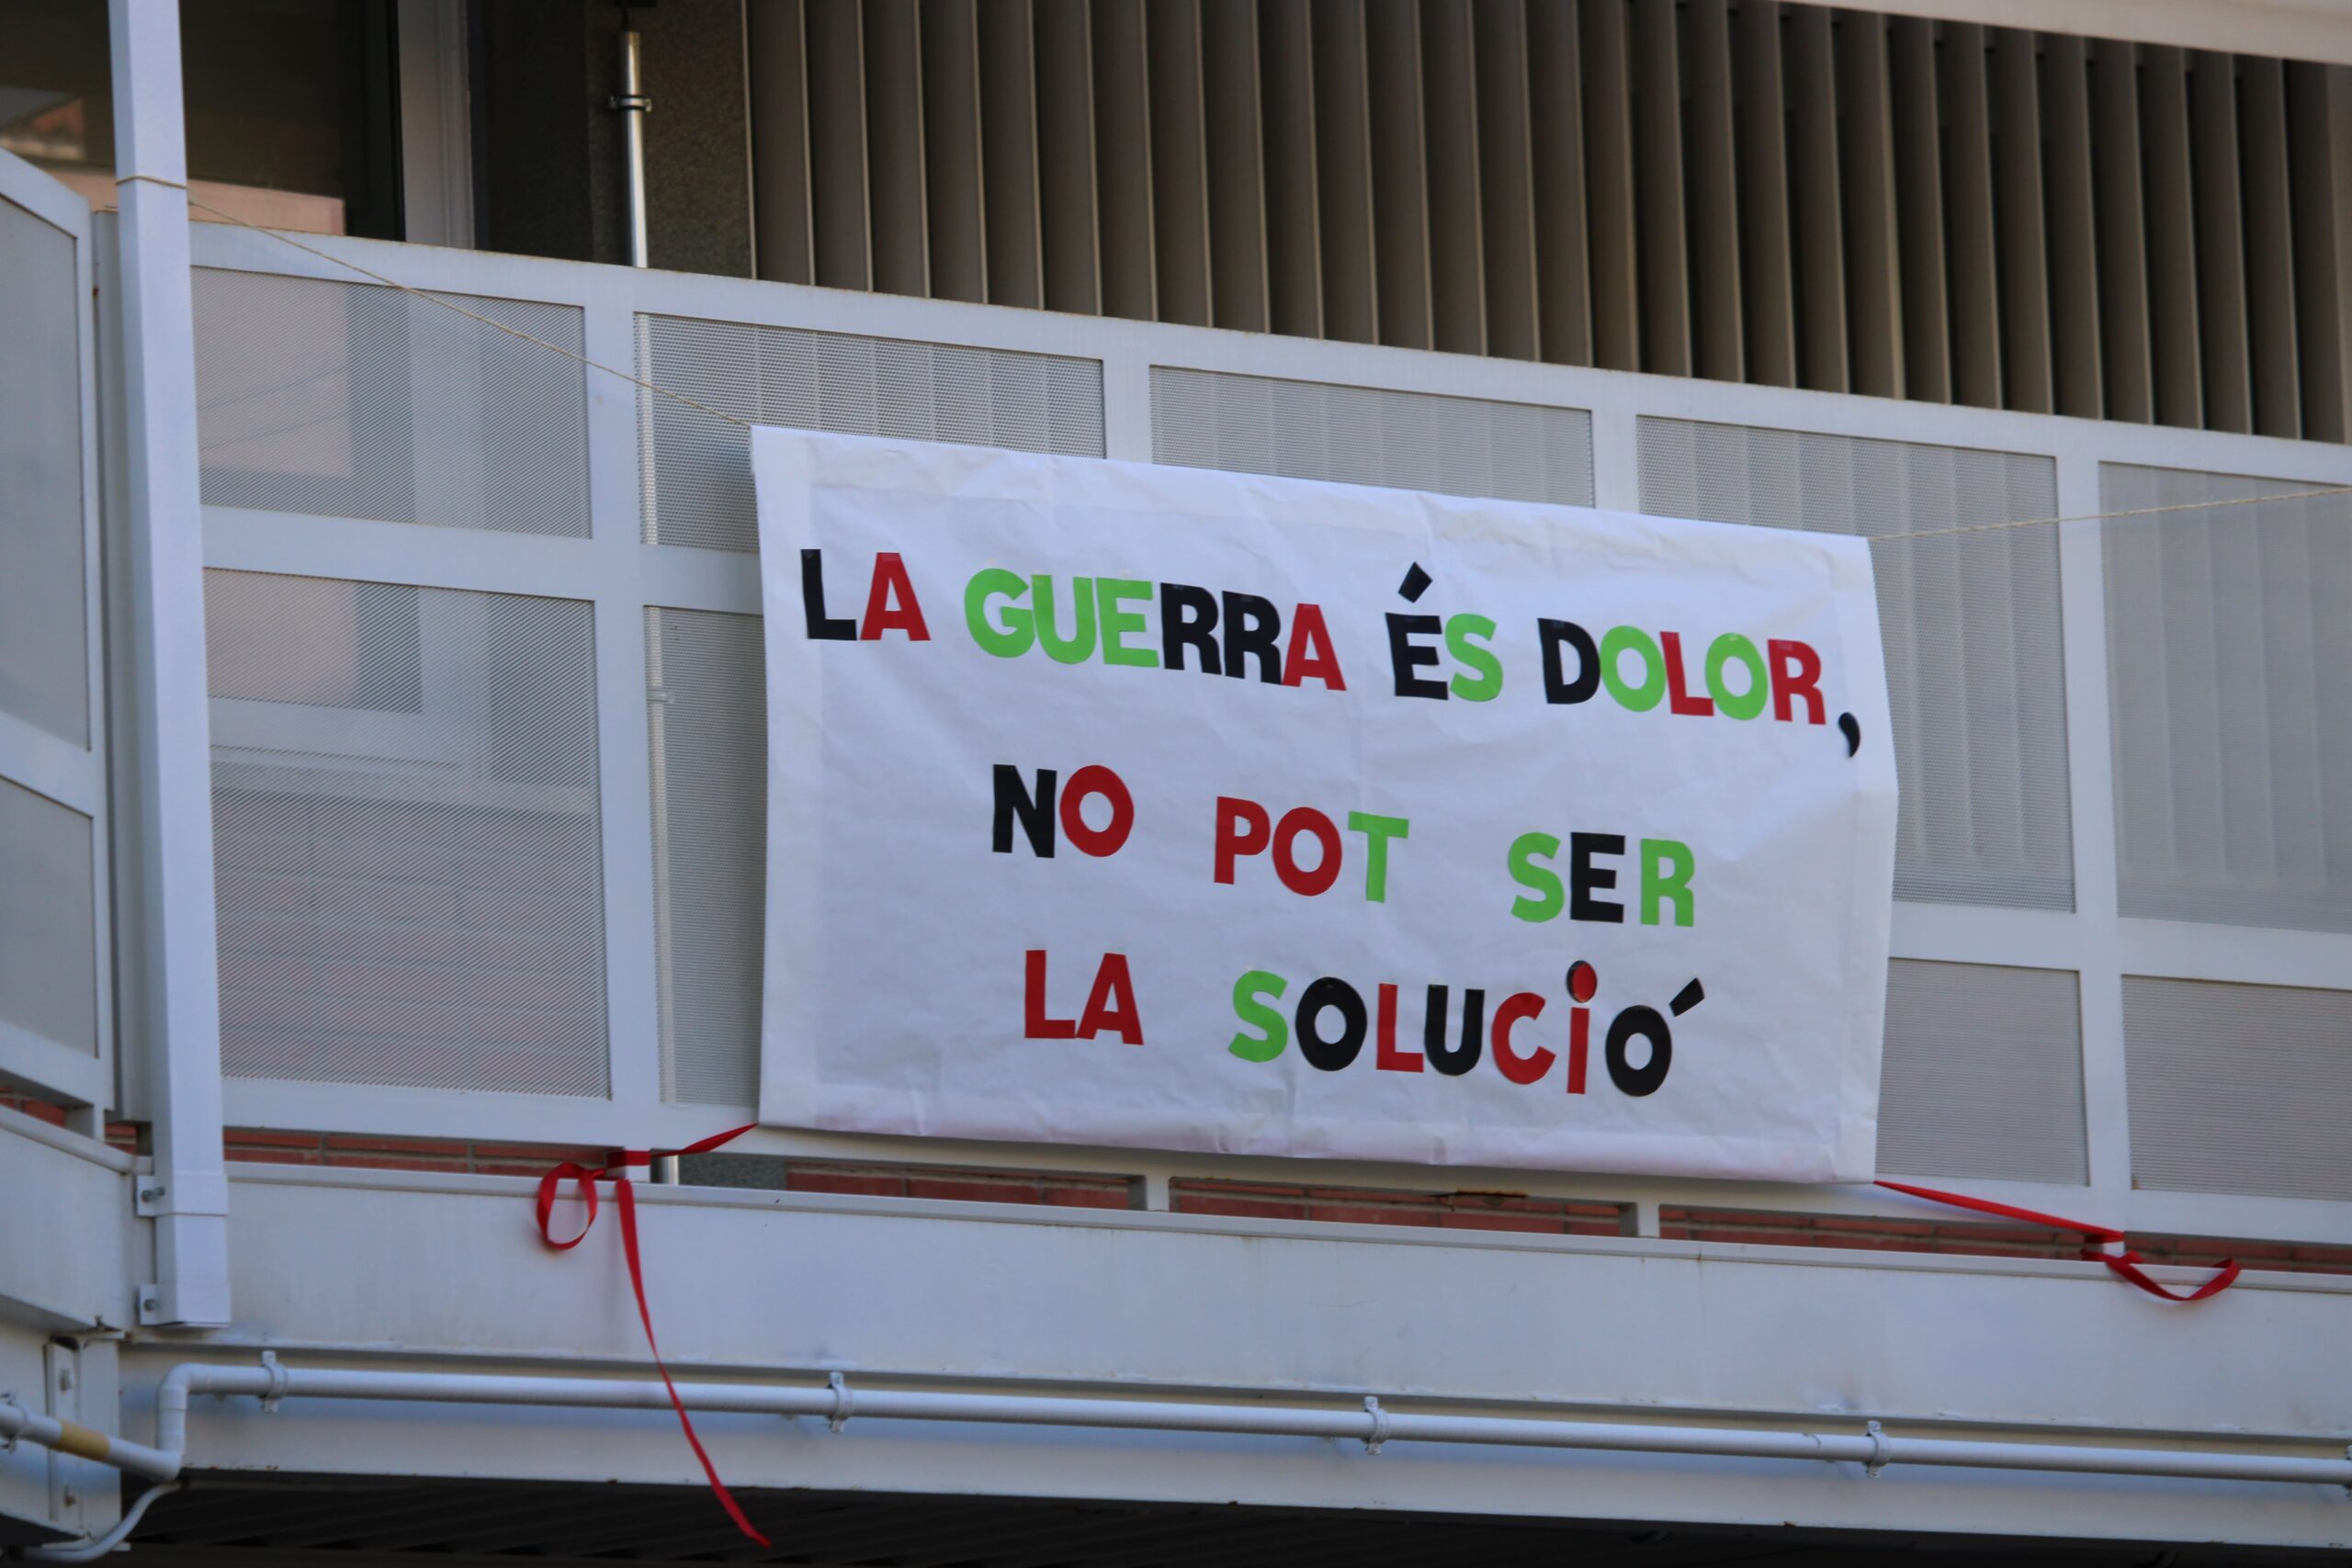 LA GUERRA ÉS DOLOR,
NO POT SER
LA SOLUCIÓ